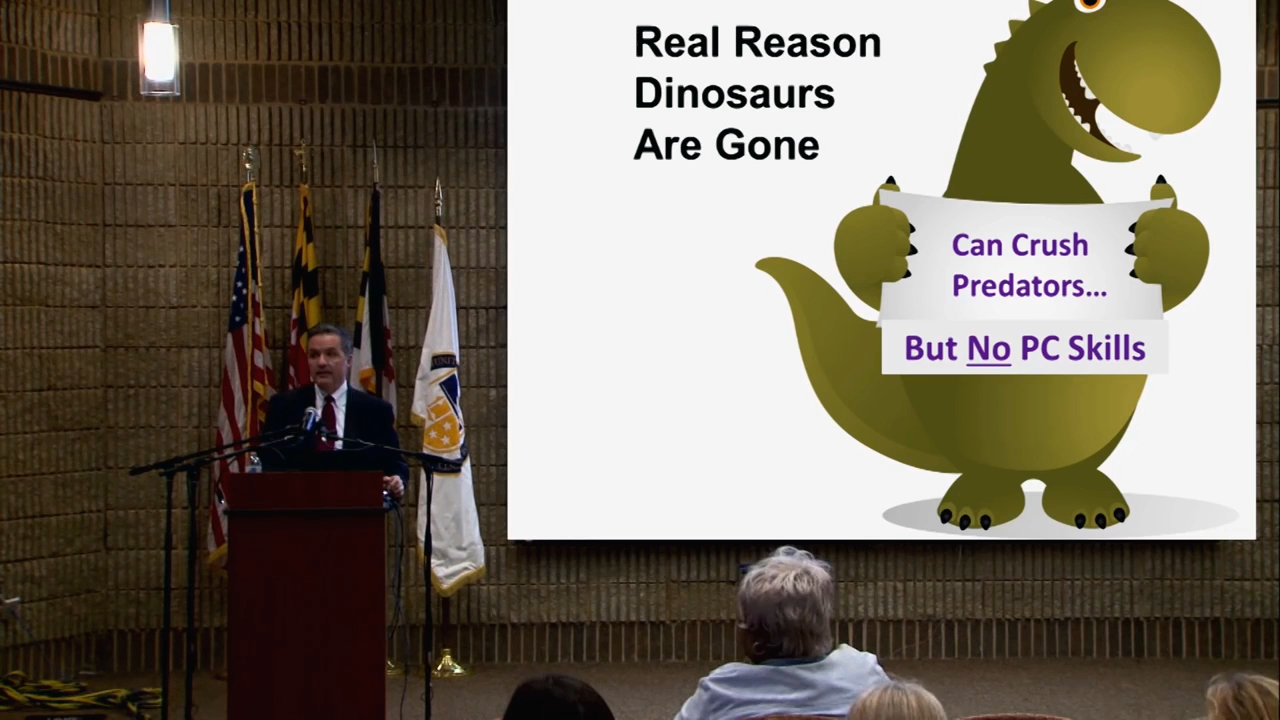 Real Reason
Dinosaurs
Are Gone
Can Crush
Predators...
But No PC Skills